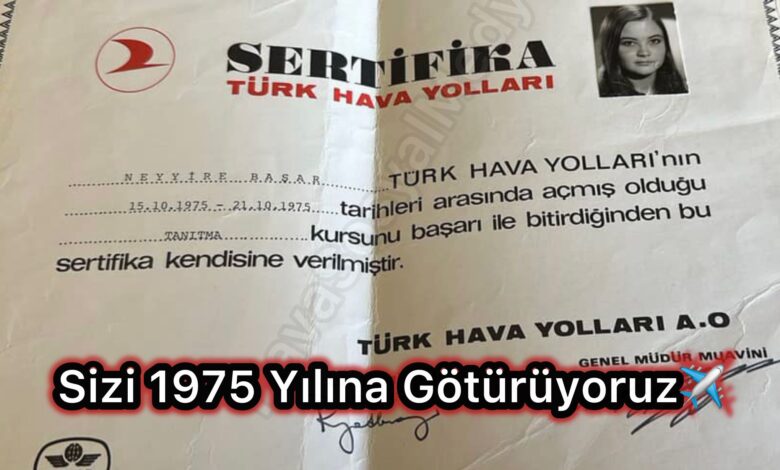 SERTİFİKA
TÜRK HAVA YOLLARI
NEYYİRE BAŞAR TÜRK HAVA YOLLARI'nın
15.10.1975 - 21.10.1975 tarihleri arasında açmış olduğu
TANITMA kursunu başarı ile bitirdiğinden bu
sertifika kendisine verilmiştir.
TÜRK HAVA YOLLARI A.O
GENEL MÜDÜR MUAVİNİ
Sizi 1975 Yılına Götürüyoruz✈️